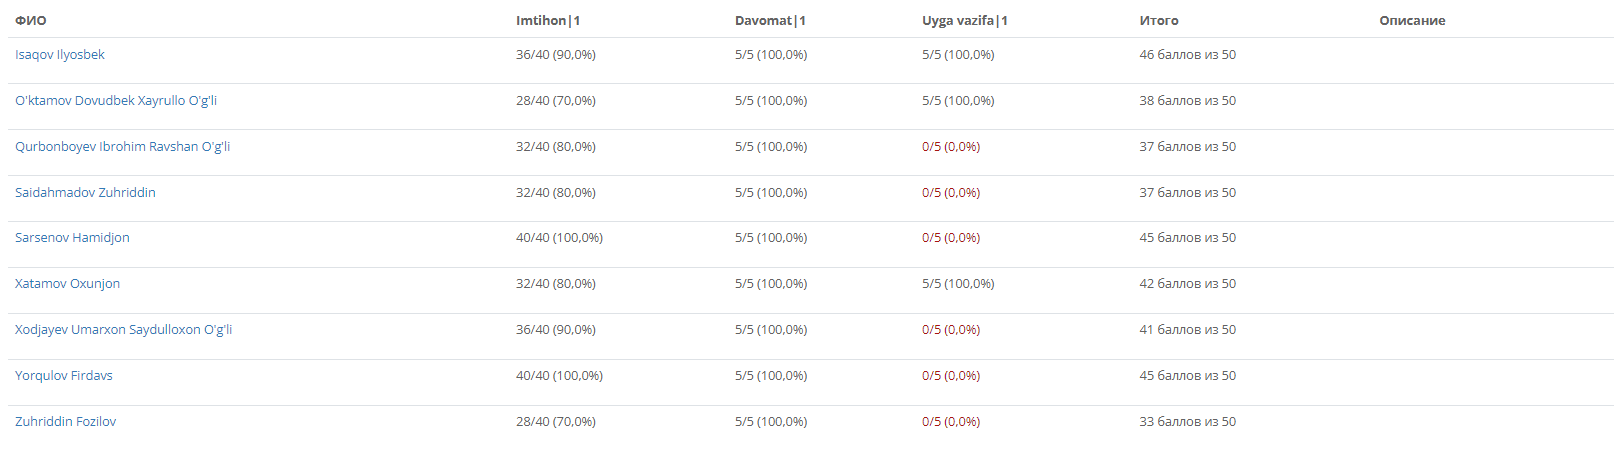 ФИО Imtihon|1 Davomat|1 Uyga vazifa|1 Итого Описание
Isaqov Ilyosbek 36/40 (90,0%) 5/5 (100,0%) 5/5 (100,0%) 46 баллов из 50
O'ktamov Dovudbek Xayrullo O'g'li 28/40 (70,0%) 5/5 (100,0%) 5/5 (100,0%) 38 баллов из 50
Qurbonboyev Ibrohim Ravshan O'g'li 32/40 (80,0%) 5/5 (100,0%) 0/5 (0,0%) 37 баллов из 50
Saidahmadov Zuhriddin 32/40 (80,0%) 5/5 (100,0%) 0/5 (0,0%) 37 баллов из 50
Sarsenov Hamidjon 40/40 (100,0%) 5/5 (100,0%) 0/5 (0,0%) 45 баллов из 50
Xatamov Oxunjon 32/40 (80,0%) 5/5 (100,0%) 5/5 (100,0%) 42 баллов из 50
Xodjayev Umarxon Saydulloxon O'g'li 36/40 (90,0%) 5/5 (100,0%) 0/5 (0,0%) 41 баллов из 50
Yorqulov Firdavs 40/40 (100,0%) 5/5 (100,0%) 0/5 (0,0%) 45 баллов из 50
Zuhriddin Fozilov 28/40 (70,0%) 5/5 (100,0%) 0/5 (0,0%) 33 баллов из 50